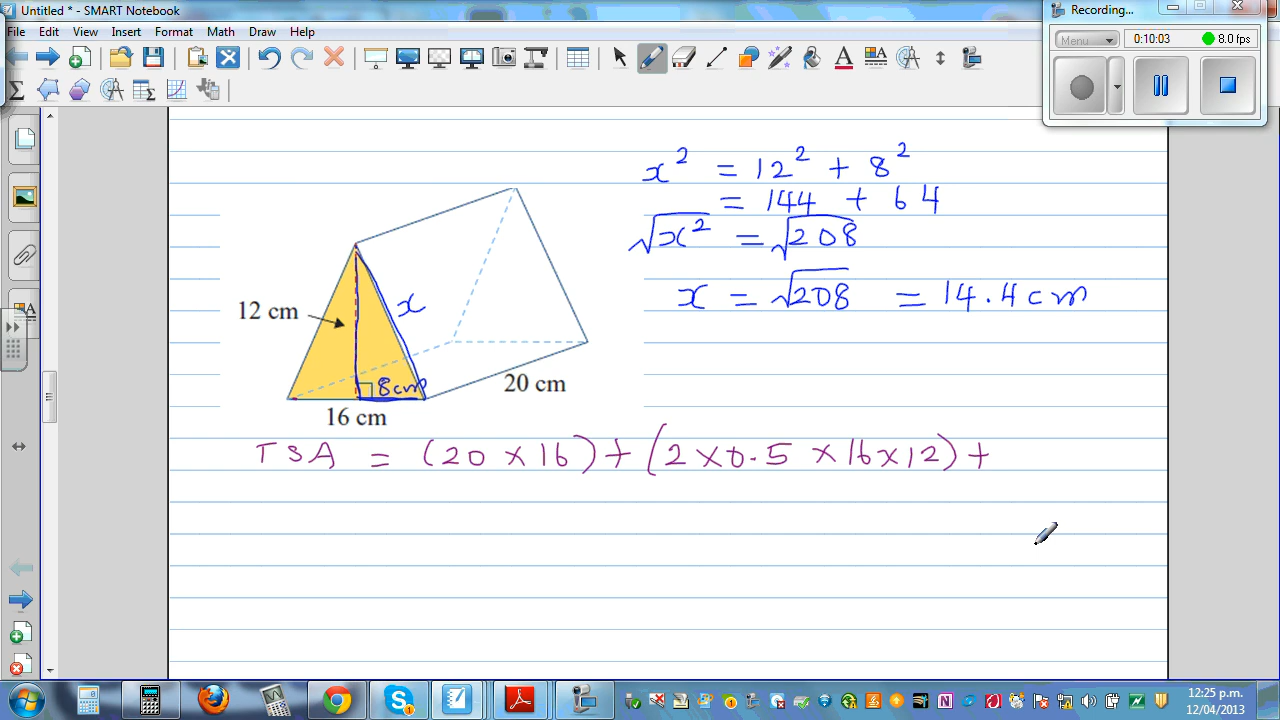 Untitled * - SMART Notebook
Recording...
File Edit View Insert Format Math Draw Help
Menu 0:10:03 8.0 fps
x² = 12² + 8²
= 144 + 64
√x² = √208
x = √208 = 14.4 cm
12 cm
x
8cm
20 cm
16 cm
TSA = (20 × 16) + (2 × 0.5 × 16 × 12) +
12:25 p.m.
12/04/2013